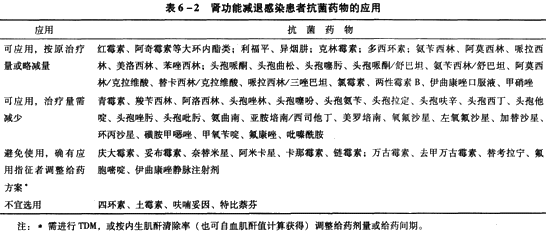 表 6-2 肾功能减退感染患者抗菌药物的应用
应用 抗菌药物
可应用，按原治疗量或略减量 红霉素、阿奇霉素等大环内酯类；利福平、异烟肼；克林霉素；多西环素；氨苄西林、阿莫西林、哌拉西
林、美洛西林、苯唑西林；头孢哌酮、头孢曲松、头孢噻肟、头孢哌酮/舒巴坦、氨苄西林/舒巴坦、阿莫西
林/克拉维酸、替卡西林/克拉维酸、哌拉西林/三唑巴坦、氯霉素、两性霉素 B、伊曲康唑口服液、甲硝唑
可应用，治疗量需减少 青霉素、羧苄西林、阿洛西林、头孢唑林、头孢噻吩、头孢氨苄、头孢拉定、头孢呋辛、头孢西丁、头孢他
啶、头孢唑肟、头孢吡肟、氨曲南、亚胺培南/西司他丁、美罗培南、氧氟沙星、左氧氟沙星、加替沙星、
环丙沙星、磺胺甲噁唑、甲氧苄啶、氟康唑、吡嗪酰胺
避免使用，确有应用指征者调整给药方案* 庆大霉素、妥布霉素、奈替米星、阿米卡星、卡那霉素、链霉素；万古霉素、去甲万古霉素、替考拉宁、氟
胞嘧啶、伊曲康唑静脉注射剂
不宜选用 四环素、土霉素、呋喃妥因、特比萘芬
注：* 需进行 TDM，或按内生肌酐清除率（也可自血肌酐值计算获得）调整给药剂量或给药间期。